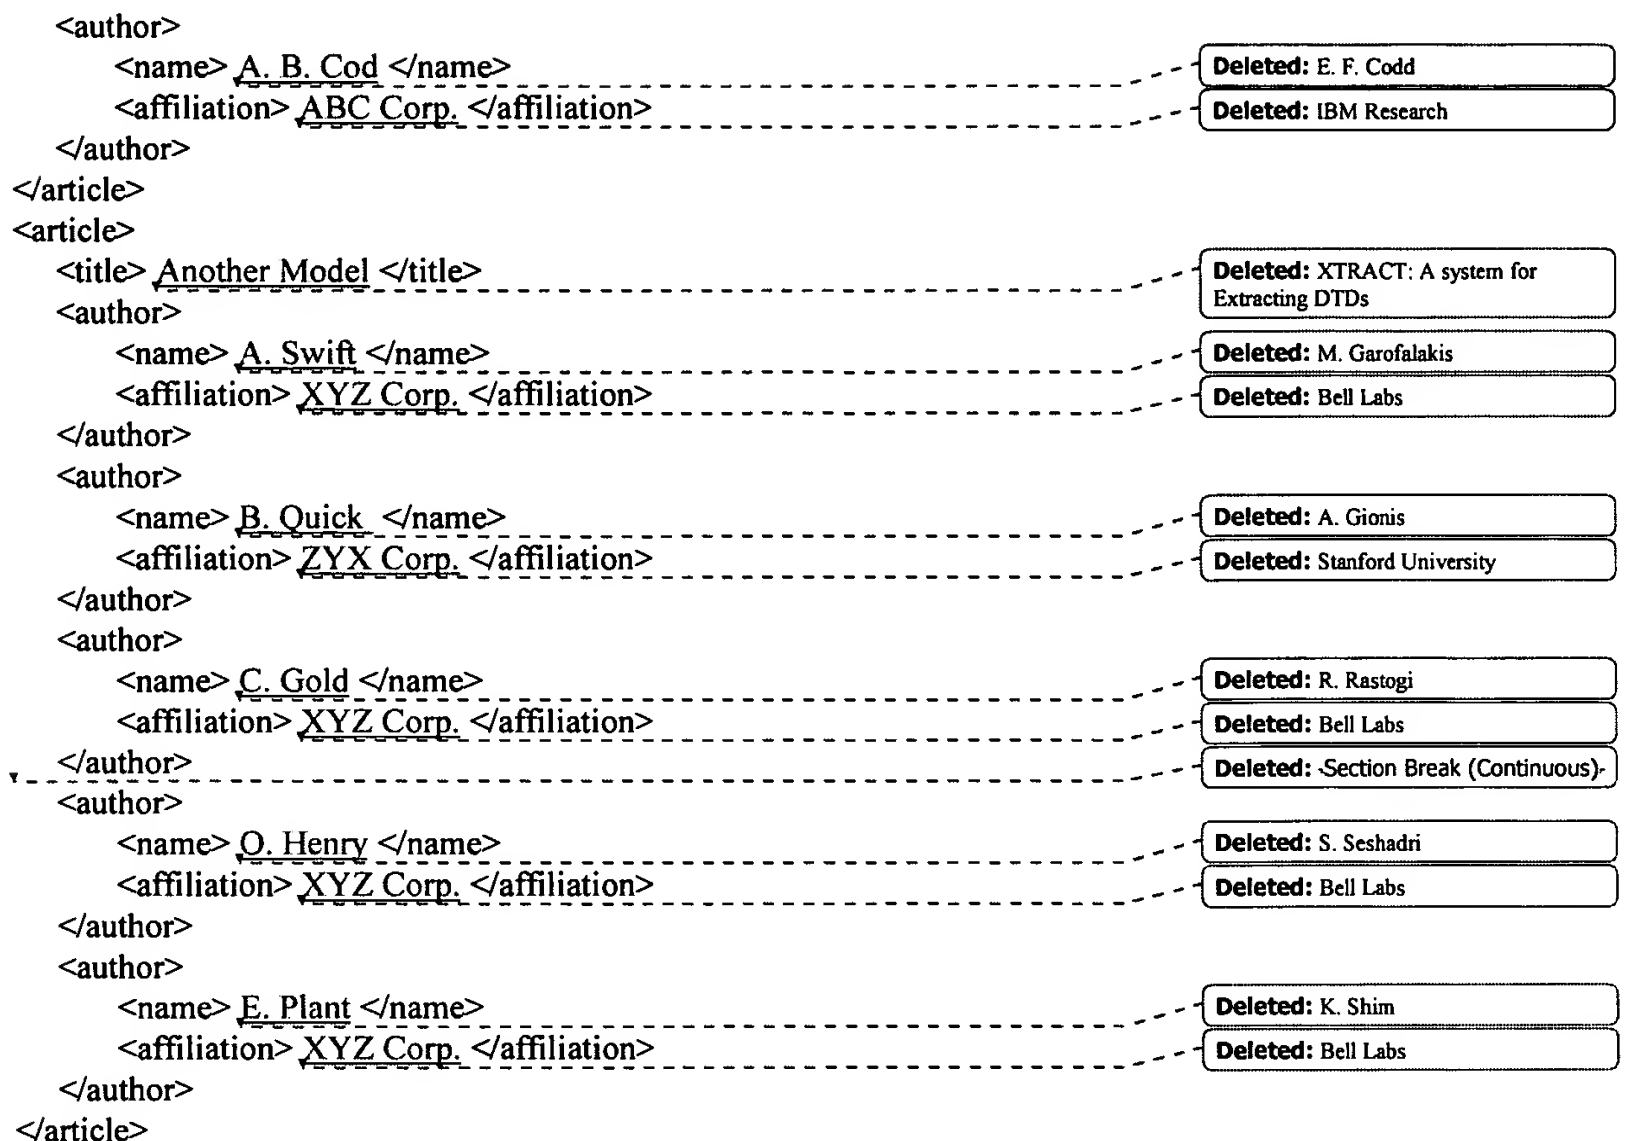 <author>
<name> A. B. Cod </name>
Deleted: E. F. Codd
<affiliation> ABC Corp. </affiliation>
Deleted: IBM Research
</author>
</article>
<article>
<title> Another Model </title>
Deleted: XTRACT: A system for
Extracting DTDs
<author>
<name> A. Swift </name>
Deleted: M. Garofalakis
<affiliation> XYZ Corp. </affiliation>
Deleted: Bell Labs
</author>
<author>
<name> B. Quick </name>
Deleted: A. Gionis
<affiliation> ZYX Corp. </affiliation>
Deleted: Stanford University
</author>
<author>
<name> C. Gold </name>
Deleted: R. Rastogi
<affiliation> XYZ Corp. </affiliation>
Deleted: Bell Labs
</author>
Deleted: Section Break (Continuous)
<author>
<name> O. Henry </name>
Deleted: S. Seshadri
<affiliation> XYZ Corp. </affiliation>
Deleted: Bell Labs
</author>
<author>
<name> E. Plant </name>
Deleted: K. Shim
<affiliation> XYZ Corp. </affiliation>
Deleted: Bell Labs
</author>
</article>